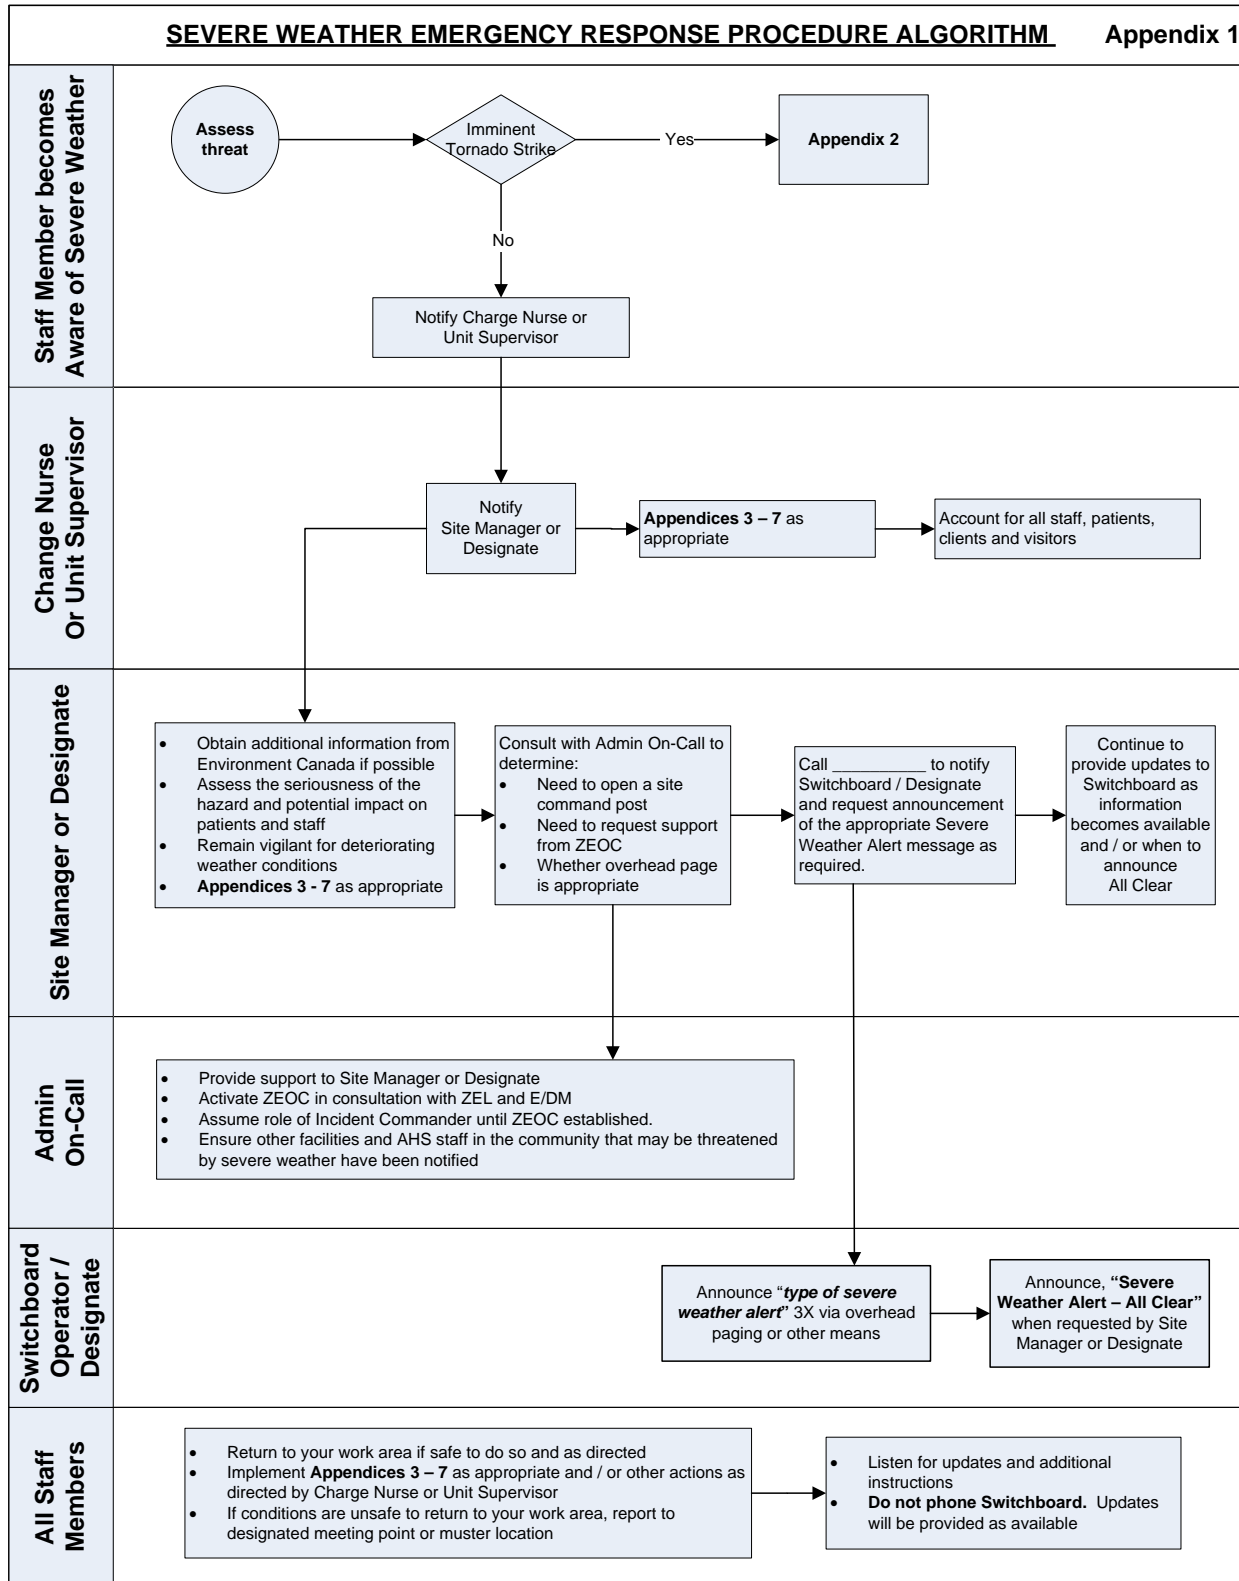 SEVERE WEATHER EMERGENCY RESPONSE PROCEDURE ALGORITHM Appendix 1
Staff Member becomes
Aware of Severe Weather
Assess
threat
Imminent
Tornado Strike
Yes
Appendix 2
No
Notify Charge Nurse or
Unit Supervisor
Change Nurse
Or Unit Supervisor
Notify
Site Manager or
Designate
Appendices 3 – 7 as
appropriate
Account for all staff, patients,
clients and visitors
Site Manager or Designate
• Obtain additional information from
Environment Canada if possible
• Assess the seriousness of the
hazard and potential impact on
patients and staff
• Remain vigilant for deteriorating
weather conditions
• Appendices 3 - 7 as appropriate
Consult with Admin On-Call to
determine:
• Need to open a site
command post
• Need to request support
from ZEOC
• Whether overhead page
is appropriate
Call ___________ to notify
Switchboard / Designate
and request announcement
of the appropriate Severe
Weather Alert message as
required.
Continue to
provide updates to
Switchboard as
information
becomes available
and / or when to
announce
All Clear
Admin
On-Call
• Provide support to Site Manager or Designate
• Activate ZEOC in consultation with ZEL and E/DM
• Assume role of Incident Commander until ZEOC established.
• Ensure other facilities and AHS staff in the community that may be threatened
by severe weather have been notified
Switchboard
Operator /
Designate
Announce “type of severe
weather alert” 3X via overhead
paging or other means
Announce, “Severe
Weather Alert – All Clear”
when requested by Site
Manager or Designate
All Staff
Members
• Return to your work area if safe to do so and as directed
• Implement Appendices 3 – 7 as appropriate and / or other actions as
directed by Charge Nurse or Unit Supervisor
• If conditions are unsafe to return to your work area, report to
designated meeting point or muster location
• Listen for updates and additional
instructions
• Do not phone Switchboard. Updates
will be provided as available